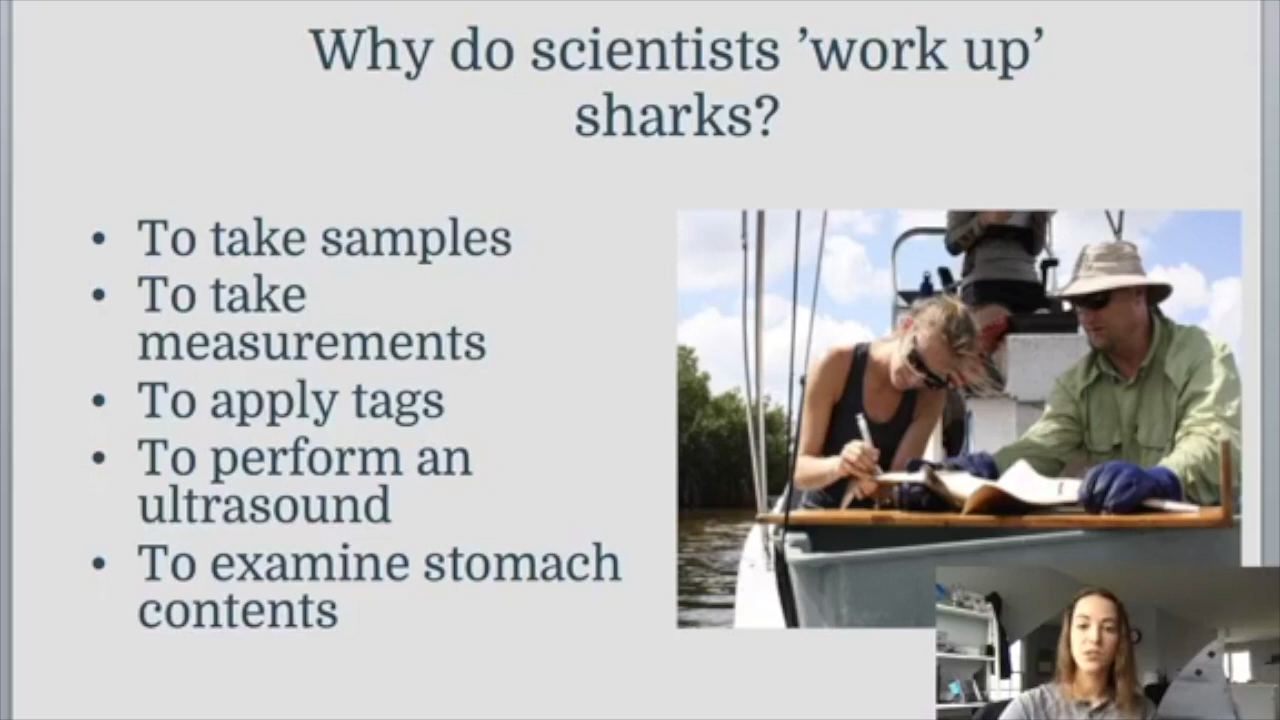 Why do scientists ’work up’
sharks?
• To take samples
• To take
measurements
• To apply tags
• To perform an
ultrasound
• To examine stomach
contents